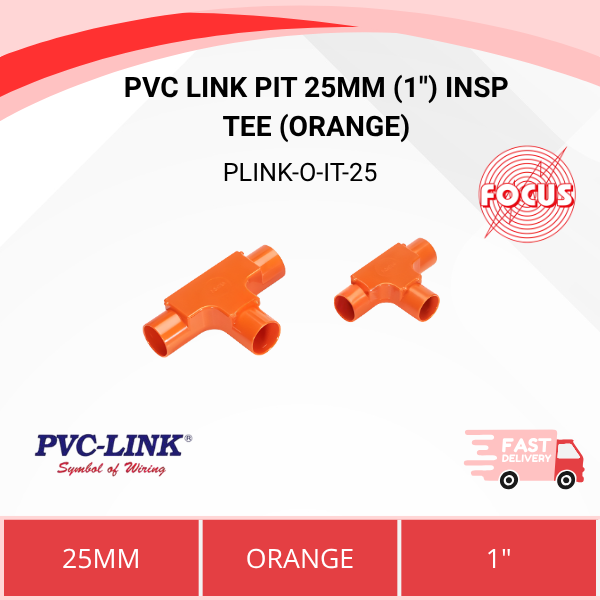 PVC LINK PIT 25MM (1") INSP
TEE (ORANGE)
PLINK-O-IT-25
FOCUS
PVC-LINK®
Symbol of Wiring
FAST
DELIVERY
25MM
ORANGE
1"